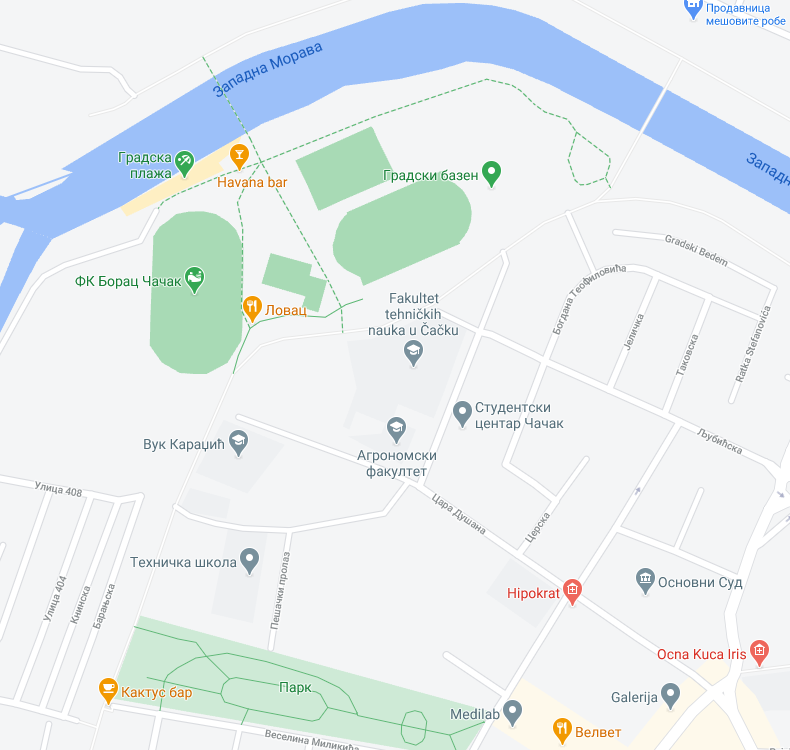 Продавница
мешовите робе
Западна Морава
Градска
плажа
Havana bar
Градски базен
Западн
ФК Борац Чачак
Ловац
Fakultet
tehničkih
nauka u Čačku
Gradski Bedem
Богдана Теофиловића
Јеличка
Таковска
Ratka Stefanovića
Студентски
центар Чачак
Вук Караџић
Агрономски
факултет
Љубићска
Улица 408
Цара Душана
Церска
Техничка школа
Пешачки пролаз
Улица 404
Книнска
Барањска
Hipokrat
Основни Суд
Ocna Kuca Iris
Парк
Кактус бар
Galerija
Medilab
Велвет
Веселина Миликића